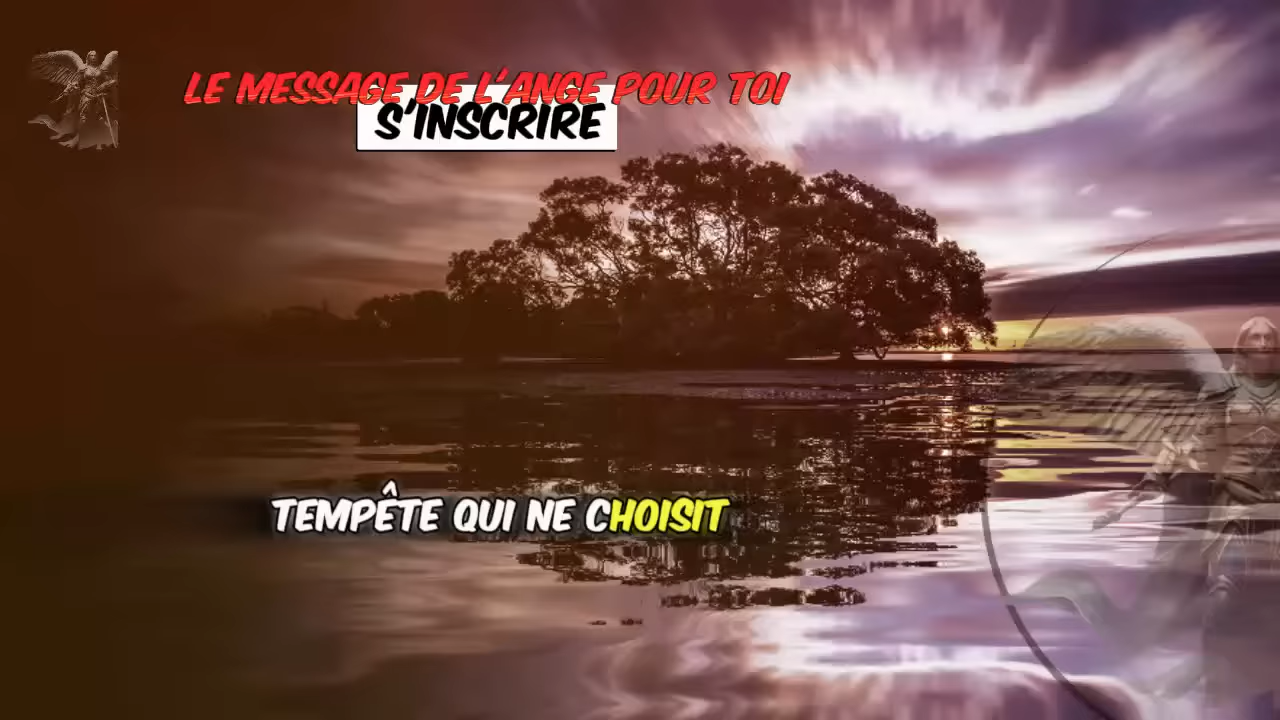 LE MESSAGE DE L'ANGE POUR TOI
S'INSCRIRE
TEMPÊTE QUI NE CHOISIT